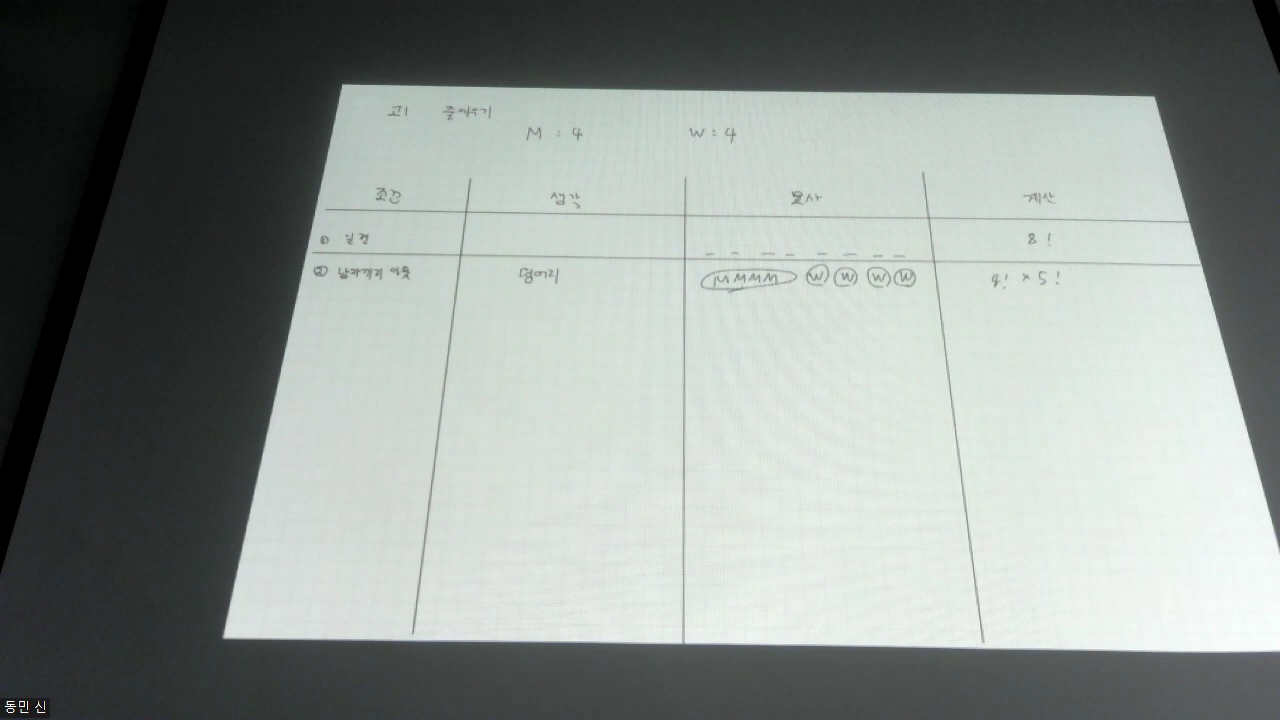 고1 줄세우기
M : 4 W : 4
조건 생각 묘사 계산
① 일렬 8!
② 남자끼리 이웃 덩어리 MMMM W W W W 4! × 5!
동민 신